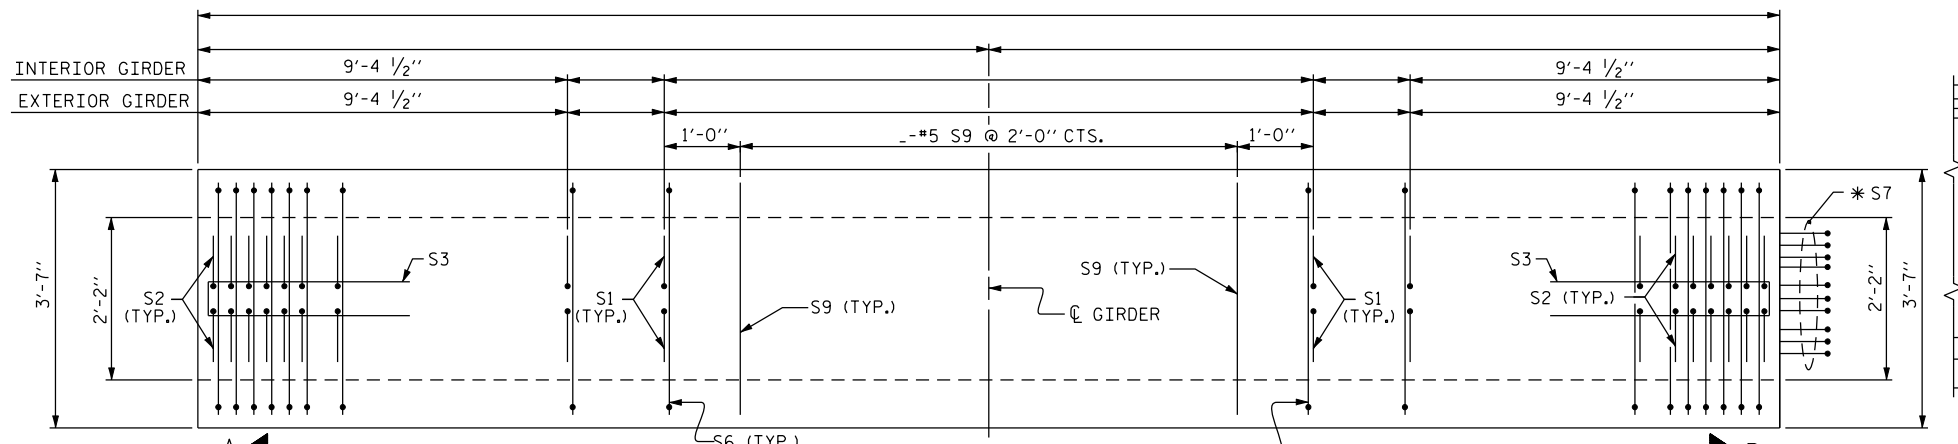 INTERIOR GIRDER 9'-4 1/2" 9'-4 1/2"
EXTERIOR GIRDER 9'-4 1/2" 9'-4 1/2"
1'-0" _-#5 S9 @ 2'-0" CTS. 1'-0"
* S7
S3
S3
S9 (TYP.)
3'-7"
2'-2"
S2
(TYP.)
S1
(TYP.)
S9 (TYP.)
℄ GIRDER
S1
(TYP.)
S2 (TYP.)
2'-2"
3'-7"
S6 (TYP.)